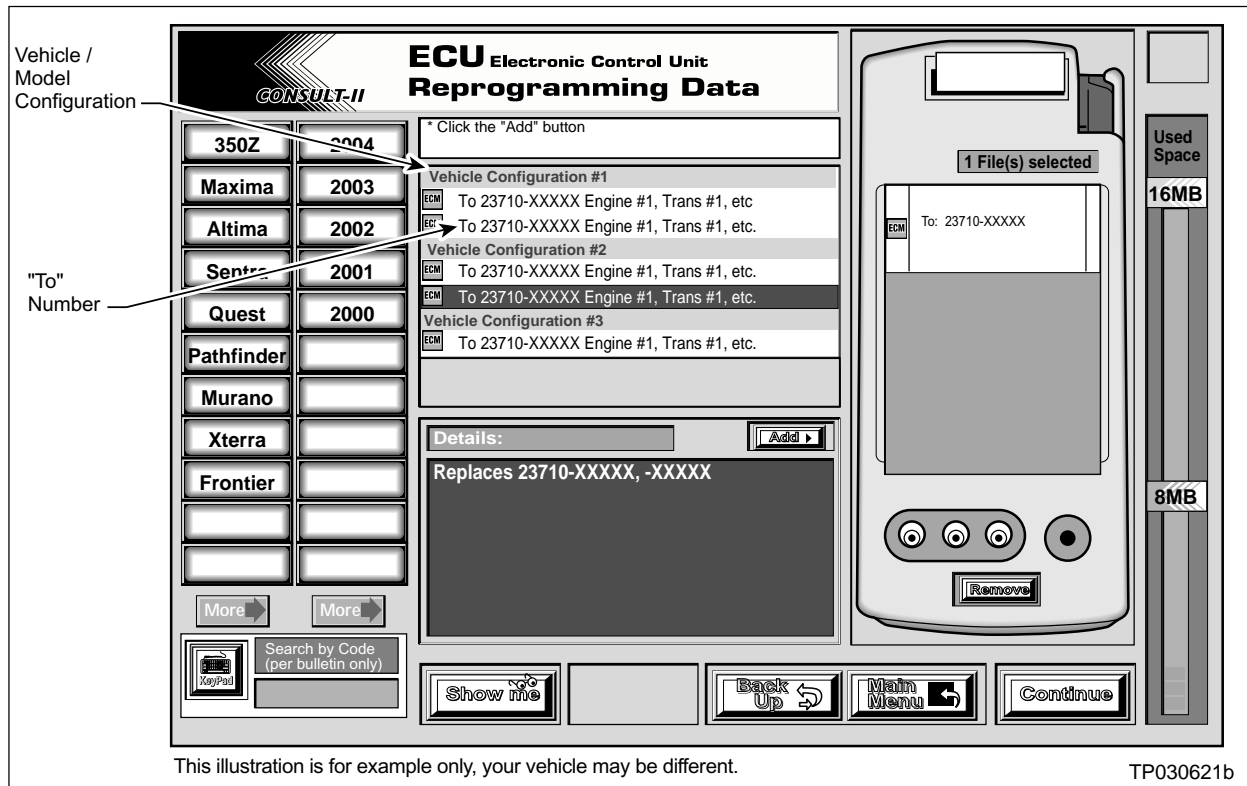 Vehicle /
Model
Configuration
"To"
Number
CONSULT-II
ECU Electronic Control Unit
Reprogramming Data
350Z
Maxima
Altima
Sentra
Quest
Pathfinder
Murano
Xterra
Frontier
More
2004
2003
2002
2001
2000
More
KeyPad
Search by Code
(per bulletin only)
* Click the "Add" button
Vehicle Configuration #1
ECM To 23710-XXXXX Engine #1, Trans #1, etc
ECM To 23710-XXXXX Engine #1, Trans #1, etc.
Vehicle Configuration #2
ECM To 23710-XXXXX Engine #1, Trans #1, etc.
ECM To 23710-XXXXX Engine #1, Trans #1, etc.
Vehicle Configuration #3
ECM To 23710-XXXXX Engine #1, Trans #1, etc.
Details:
Add
Replaces 23710-XXXXX, -XXXXX
1 File(s) selected
ECM To: 23710-XXXXX
Remove
Used
Space
16MB
8MB
Show me
Back
Up
Main
Menu
Continue
This illustration is for example only, your vehicle may be different.
TP030621b